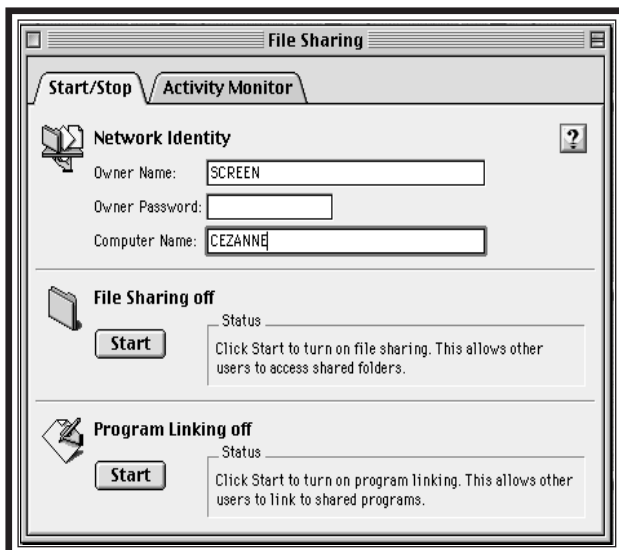 File Sharing
Start/Stop
Activity Monitor
Network Identity
?
Owner Name: SCREEN
Owner Password:
Computer Name: CEZANNE
File Sharing off
Start
Status
Click Start to turn on file sharing. This allows other
users to access shared folders.
Program Linking off
Start
Status
Click Start to turn on program linking. This allows other
users to link to shared programs.